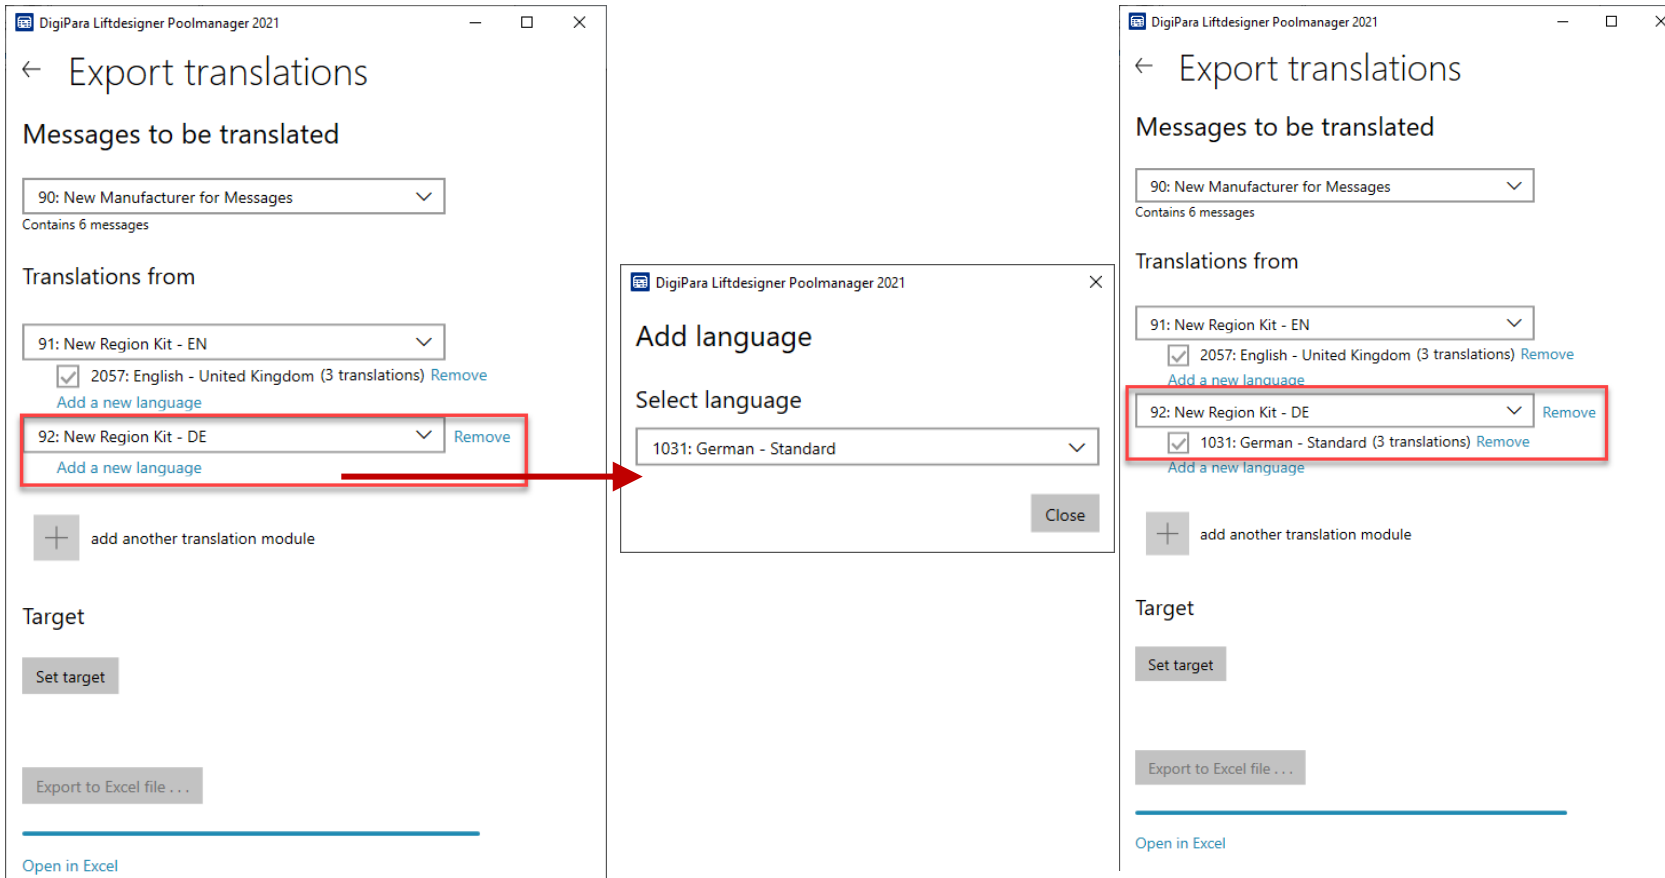 DigiPara Liftdesigner Poolmanager 2021
Export translations
Messages to be translated
90: New Manufacturer for Messages
Contains 6 messages
Translations from
91: New Region Kit - EN
2057: English - United Kingdom (3 translations) Remove
Add a new language
92: New Region Kit - DE Remove
Add a new language
add another translation module
Target
Set target
Export to Excel file . . .
Open in Excel
DigiPara Liftdesigner Poolmanager 2021
Add language
Select language
1031: German - Standard
Close
DigiPara Liftdesigner Poolmanager 2021
Export translations
Messages to be translated
90: New Manufacturer for Messages
Contains 6 messages
Translations from
91: New Region Kit - EN
2057: English - United Kingdom (3 translations) Remove
Add a new language
92: New Region Kit - DE Remove
1031: German - Standard (3 translations) Remove
Add a new language
add another translation module
Target
Set target
Export to Excel file . . .
Open in Excel